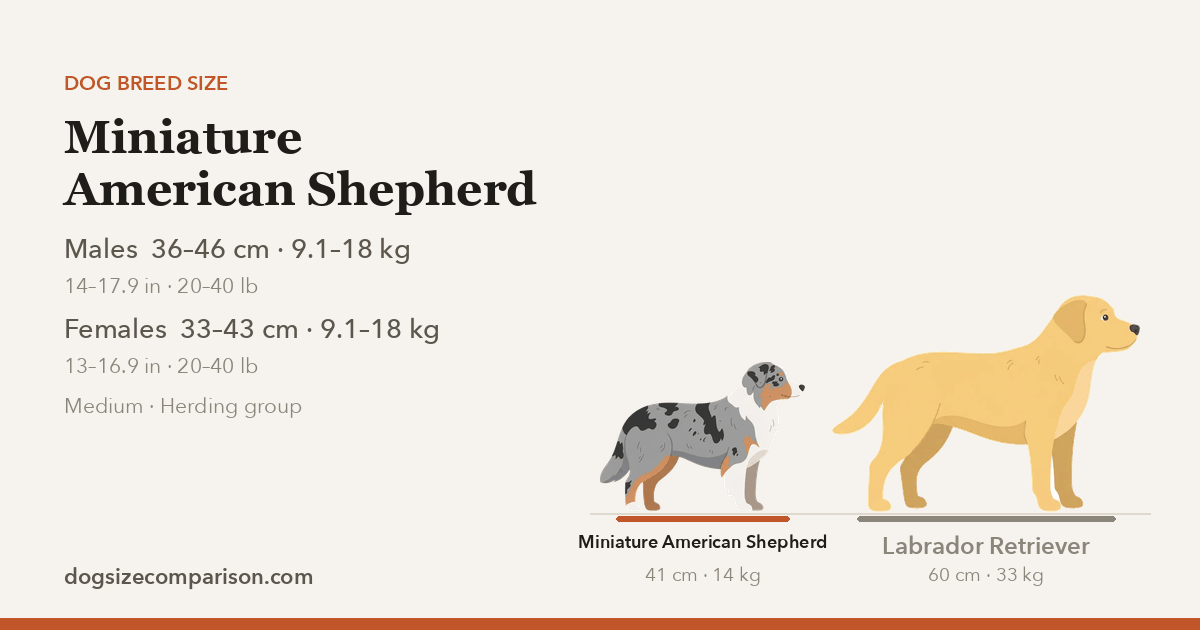 DOG BREED SIZE
Miniature
American Shepherd
Males 36–46 cm · 9.1–18 kg
14–17.9 in · 20–40 lb
Females 33–43 cm · 9.1–18 kg
13–16.9 in · 20–40 lb
Medium · Herding group
Miniature American Shepherd
41 cm · 14 kg
Labrador Retriever
60 cm · 33 kg
dogsizecomparison.com